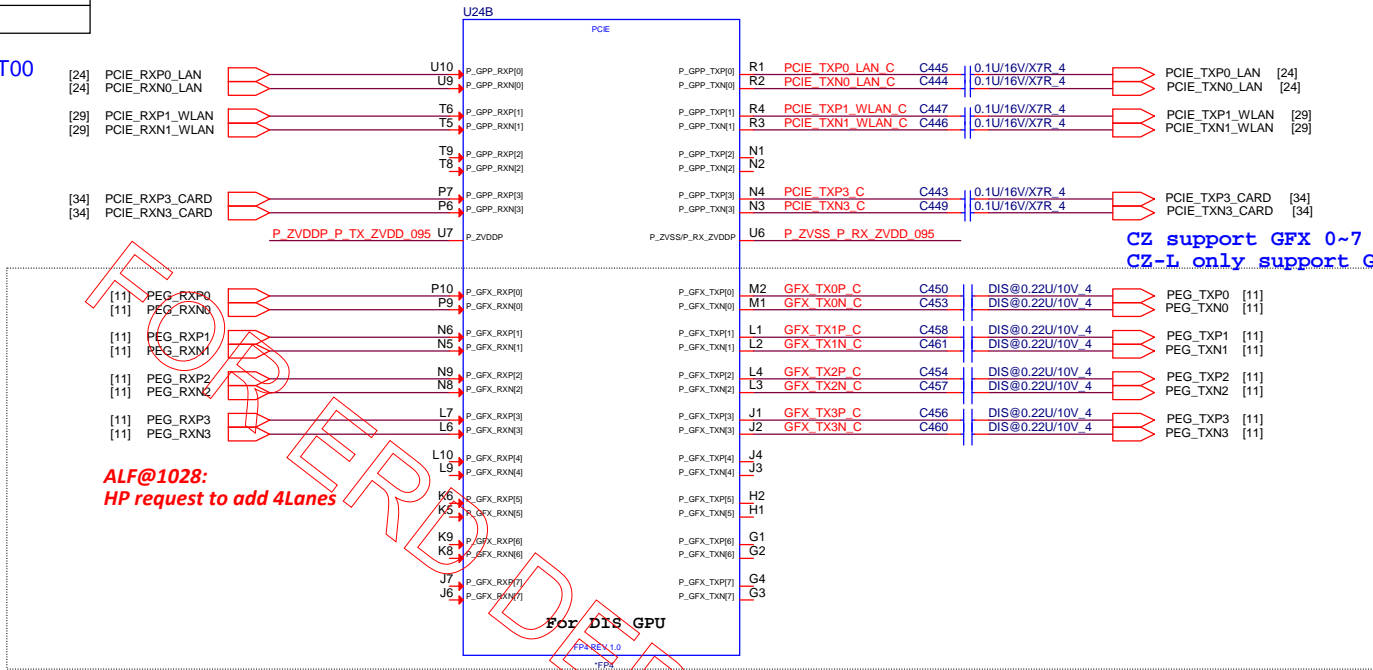 U24B
PCIE
T00
[24] PCIE_RXP0_LAN U10 P_GPP_RXP[0] P_GPP_TXP[0] R1 PCIE_TXP0_LAN_C C445 0.1U/16V/X7R_4 PCIE_TXP0_LAN [24]
[24] PCIE_RXN0_LAN U9 P_GPP_RXN[0] P_GPP_TXN[0] R2 PCIE_TXN0_LAN_C C444 0.1U/16V/X7R_4 PCIE_TXN0_LAN [24]
[29] PCIE_RXP1_WLAN T6 P_GPP_RXP[1] P_GPP_TXP[1] R4 PCIE_TXP1_WLAN_C C447 0.1U/16V/X7R_4 PCIE_TXP1_WLAN [29]
[29] PCIE_RXN1_WLAN T5 P_GPP_RXN[1] P_GPP_TXN[1] R3 PCIE_TXN1_WLAN_C C446 0.1U/16V/X7R_4 PCIE_TXN1_WLAN [29]
T9 P_GPP_RXP[2] P_GPP_TXP[2] N1
T8 P_GPP_RXN[2] P_GPP_TXN[2] N2
[34] PCIE_RXP3_CARD P7 P_GPP_RXP[3] P_GPP_TXP[3] N4 PCIE_TXP3_C C443 0.1U/16V/X7R_4 PCIE_TXP3_CARD [34]
[34] PCIE_RXN3_CARD P6 P_GPP_RXN[3] P_GPP_TXN[3] N3 PCIE_TXN3_C C449 0.1U/16V/X7R_4 PCIE_TXN3_CARD [34]
P_ZVDDP_P_TX_ZVDD_095 U7 P_ZVDDP P_ZVSS/P_RX_ZVDDP U6 P_ZVSS_P_RX_ZVDD_095
CZ support GFX 0~7
CZ-L only support G
[11] PEG_RXP0 P10 P_GFX_RXP[0] P_GFX_TXP[0] M2 GFX_TX0P_C C450 DIS@0.22U/10V_4 PEG_TXP0 [11]
[11] PEG_RXN0 P9 P_GFX_RXN[0] P_GFX_TXN[0] M1 GFX_TX0N_C C453 DIS@0.22U/10V_4 PEG_TXN0 [11]
[11] PEG_RXP1 N6 P_GFX_RXP[1] P_GFX_TXP[1] L1 GFX_TX1P_C C458 DIS@0.22U/10V_4 PEG_TXP1 [11]
[11] PEG_RXN1 N5 P_GFX_RXN[1] P_GFX_TXN[1] L2 GFX_TX1N_C C461 DIS@0.22U/10V_4 PEG_TXN1 [11]
[11] PEG_RXP2 N9 P_GFX_RXP[2] P_GFX_TXP[2] L4 GFX_TX2P_C C454 DIS@0.22U/10V_4 PEG_TXP2 [11]
[11] PEG_RXN2 N8 P_GFX_RXN[2] P_GFX_TXN[2] L3 GFX_TX2N_C C457 DIS@0.22U/10V_4 PEG_TXN2 [11]
[11] PEG_RXP3 L7 P_GFX_RXP[3] P_GFX_TXP[3] J1 GFX_TX3P_C C456 DIS@0.22U/10V_4 PEG_TXP3 [11]
[11] PEG_RXN3 L6 P_GFX_RXN[3] P_GFX_TXN[3] J2 GFX_TX3N_C C460 DIS@0.22U/10V_4 PEG_TXN3 [11]
L10 P_GFX_RXP[4] P_GFX_TXP[4] J4
L9 P_GFX_RXN[4] P_GFX_TXN[4] J3
ALF@1028:
HP request to add 4Lanes
K6 P_GFX_RXP[5] P_GFX_TXP[5] H2
K5 P_GFX_RXN[5] P_GFX_TXN[5] H1
K9 P_GFX_RXP[6] P_GFX_TXP[6] G1
K8 P_GFX_RXN[6] P_GFX_TXN[6] G2
J7 P_GFX_RXP[7] P_GFX_TXP[7] G4
J6 P_GFX_RXN[7] P_GFX_TXN[7] G3
For DIS GPU
FP4 REV 1.0
*FP4